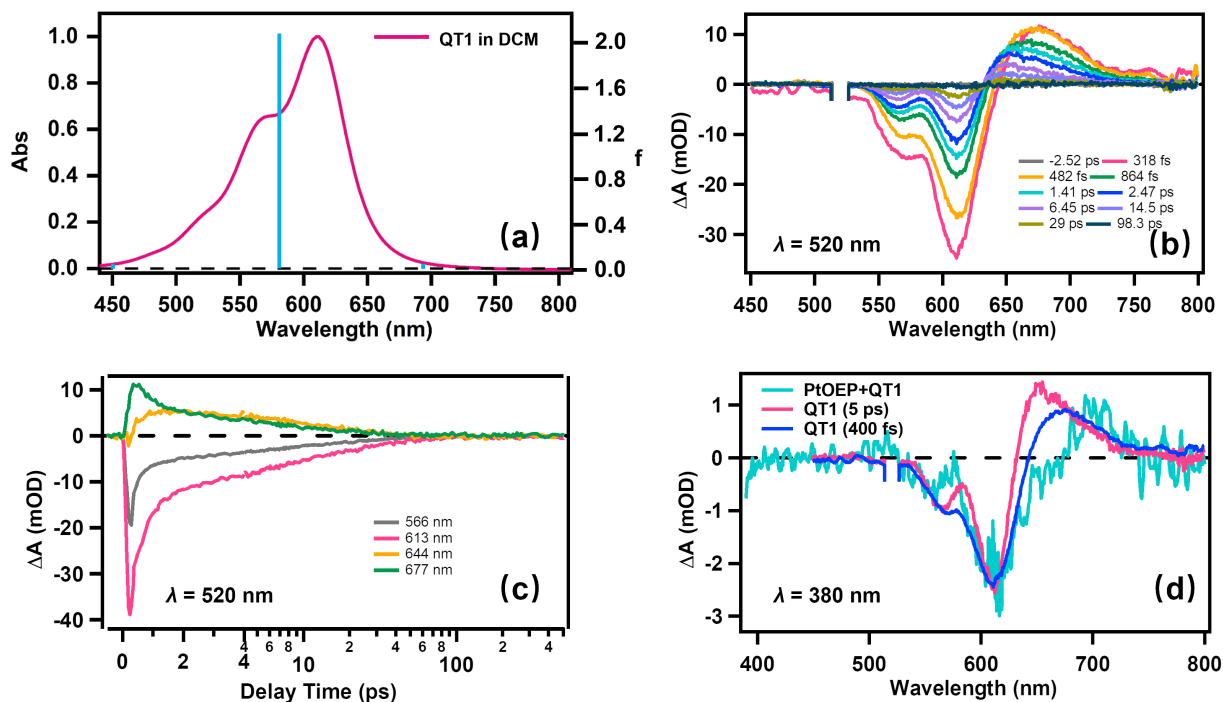 QT1 in DCM
1.0
0.8
0.6
0.4
0.2
0.0
Abs
2.0
1.8
1.2
1.8
2.0
0.0
f
(a)
450 500 550 600 650 700 750 800
Wavelength (nm)
10
0
-10
-20
-30
ΔA (mOD)
-2.52 ps 318 fs
482 fs 864 fs
1.41 ps 2.47 ps
6.45 ps 14.5 ps
29 ps 98.3 ps
λ = 520 nm
(b)
450 500 550 600 650 700 750 800
Wavelength (nm)
10
0
-10
-20
-30
-40
ΔA (mOD)
566 nm
613 nm
644 nm
677 nm
λ = 520 nm
(c)
0 2 4 6 8 10 2 4 6 8 100 2 4
4
Delay Time (ps)
PtOEP+QT1
QT1 (5 ps)
QT1 (400 fs)
1
0
-1
-2
-3
ΔA (mOD)
λ = 380 nm
(d)
400 500 600 700 800
Wavelength (nm)